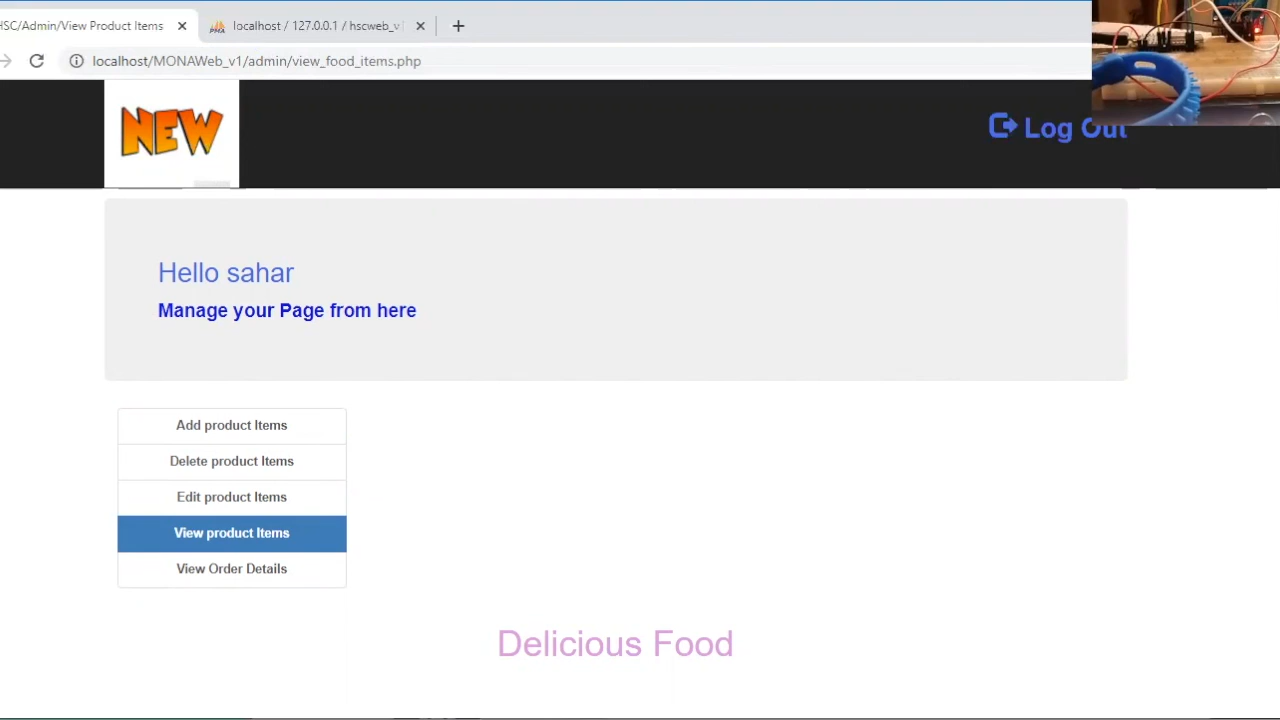 HSC/Admin/View Product Items
localhost / 127.0.0.1 / hscweb_v
localhost/MONAWeb_v1/admin/view_food_items.php
NEW
Log Out
Hello sahar
Manage your Page from here
Add product Items
Delete product Items
Edit product Items
View product Items
View Order Details
Delicious Food